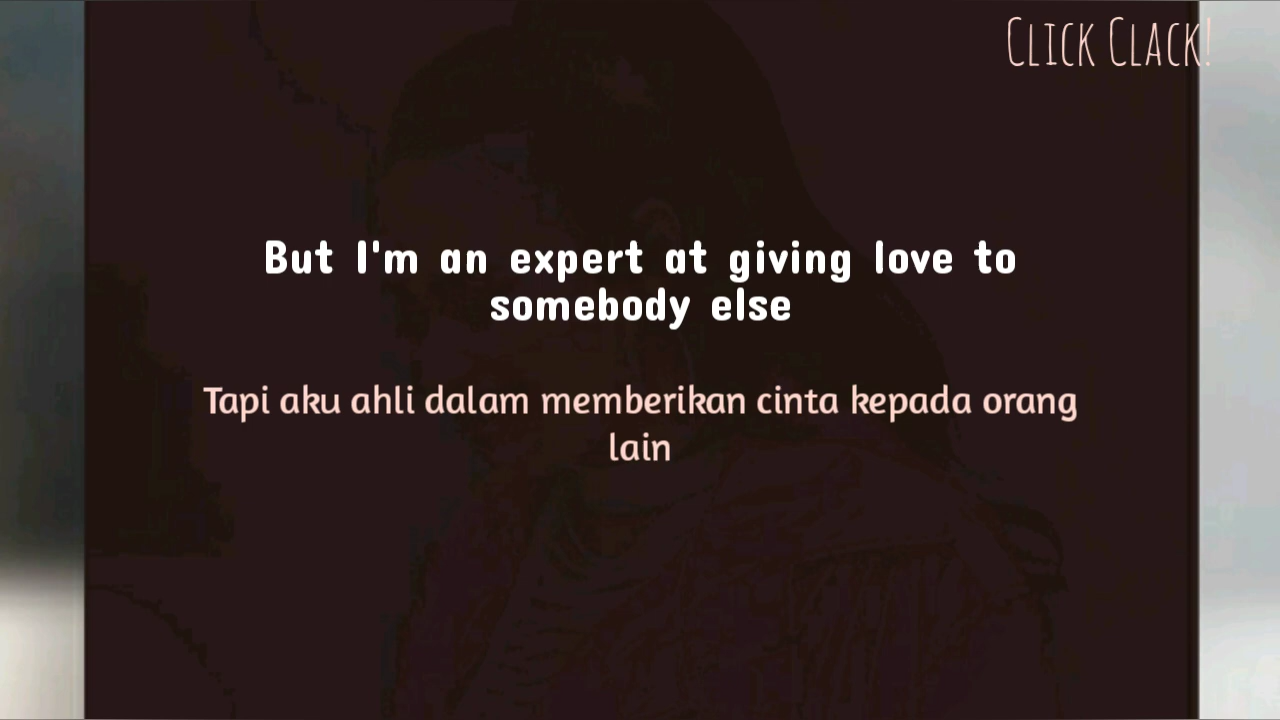 Click Clack!
But I'm an expert at giving love to
somebody else
Tapi aku ahli dalam memberikan cinta kepada orang
lain